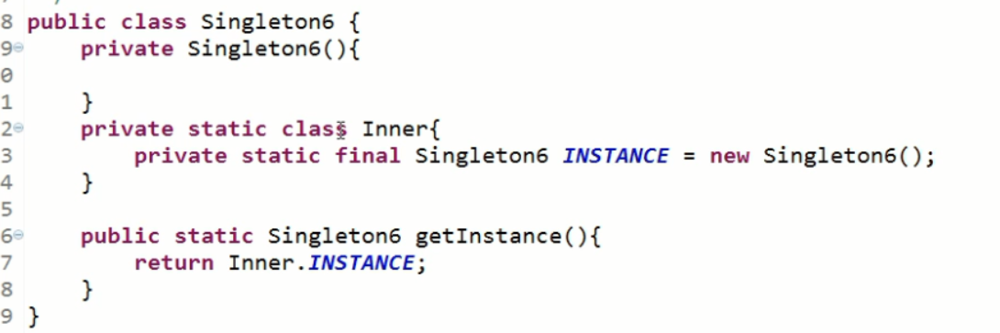 8 public class Singleton6 {
9 private Singleton6(){
0
1 }
2 private static class Inner{
3 private static final Singleton6 INSTANCE = new Singleton6();
4 }
5
6 public static Singleton6 getInstance(){
7 return Inner.INSTANCE;
8 }
9 }